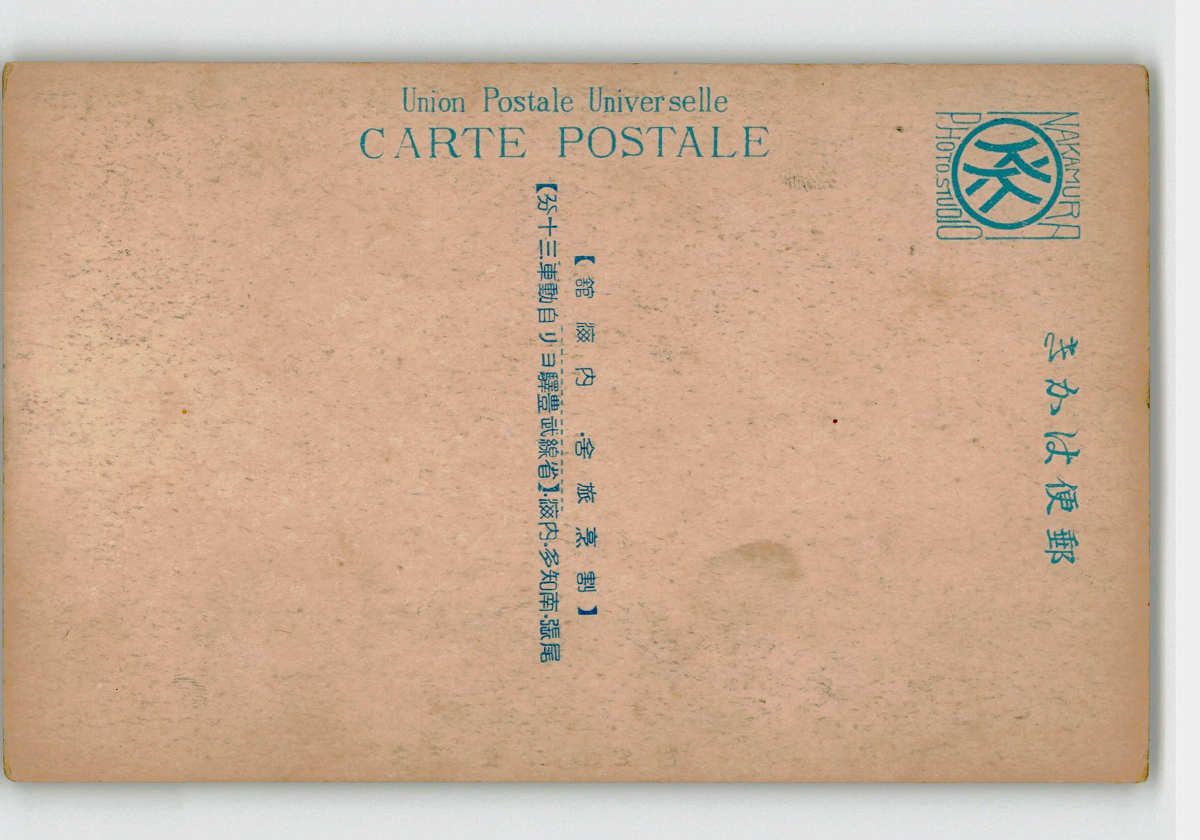 Union Postale Universelle
CARTE POSTALE
NAKAMURA
PHOTO.STUDIO
郵便はかき
【割烹旅舎・内海館】
尾張・南知多・内海・【省線武豊驛ヨリ自動車三十分】